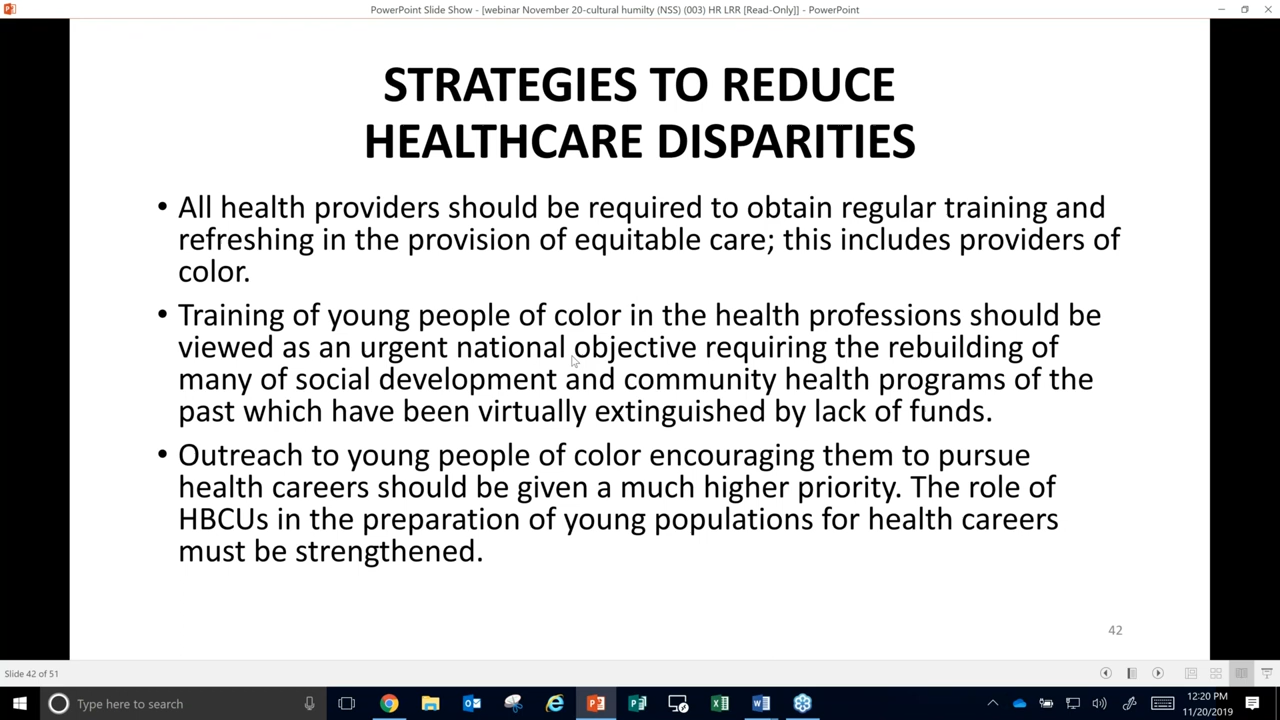 PowerPoint Slide Show - [webinar November 20-cultural humilty (NSS) (003) HR LRR [Read-Only]] - PowerPoint
STRATEGIES TO REDUCE
HEALTHCARE DISPARITIES
• All health providers should be required to obtain regular training and
refreshing in the provision of equitable care; this includes providers of
color.
• Training of young people of color in the health professions should be
viewed as an urgent national objective requiring the rebuilding of
many of social development and community health programs of the
past which have been virtually extinguished by lack of funds.
• Outreach to young people of color encouraging them to pursue
health careers should be given a much higher priority. The role of
HBCUs in the preparation of young populations for health careers
must be strengthened.
42
Slide 42 of 51
Type here to search
12:20 PM
11/20/2019